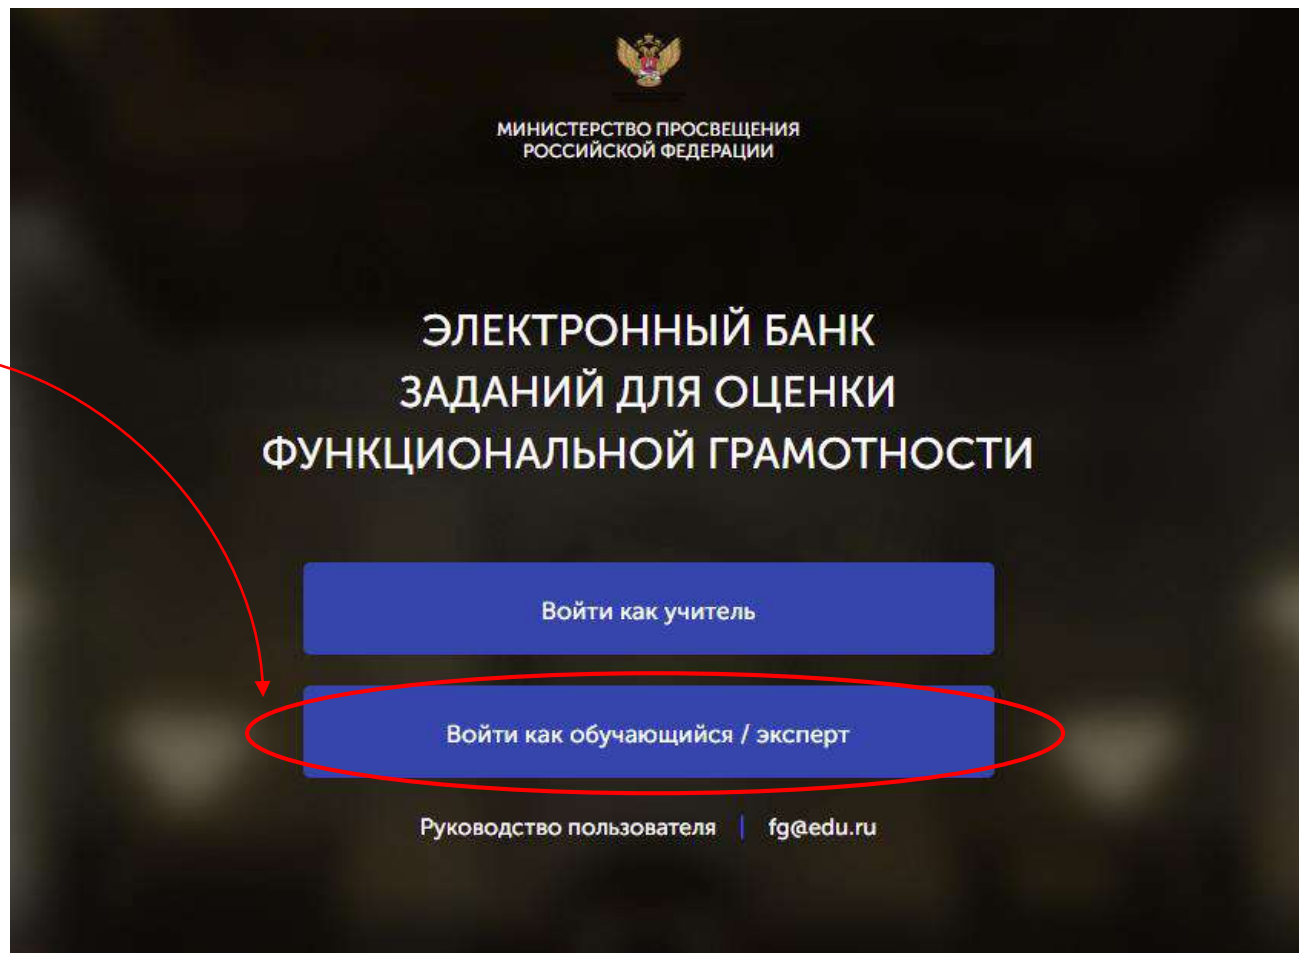 МИНИСТЕРСТВО ПРОСВЕЩЕНИЯ
РОССИЙСКОЙ ФЕДЕРАЦИИ
ЭЛЕКТРОННЫЙ БАНК
ЗАДАНИЙ ДЛЯ ОЦЕНКИ
ФУНКЦИОНАЛЬНОЙ ГРАМОТНОСТИ
Войти как учитель
Войти как обучающийся / эксперт
Руководство пользователя | fg@edu.ru